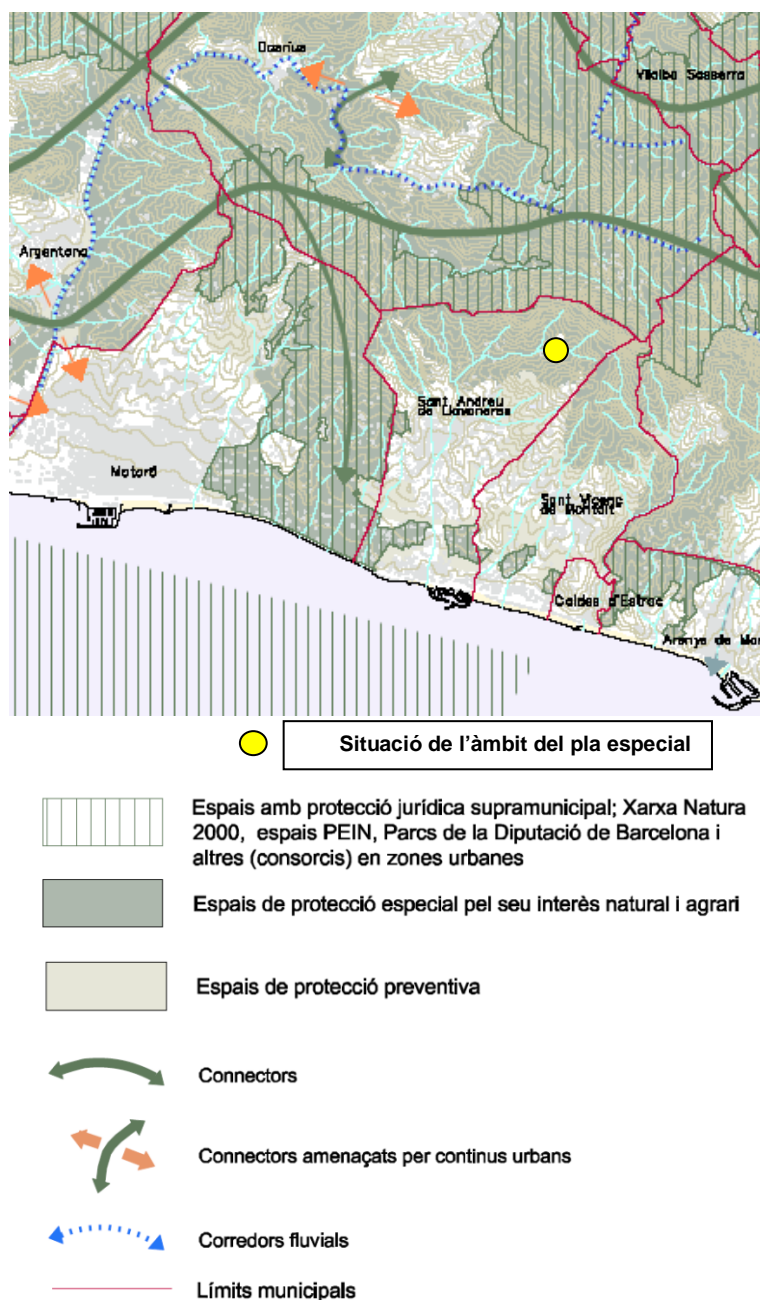 Vilalba Sasserra
Argentona
Sant Andreu
de Llavaneres
Mataró
Sant Vicenç
de Montalt
Caldes d'Estrac
Arenys de Mar
Situació de l'àmbit del pla especial
Espais amb protecció jurídica supramunicipal; Xarxa Natura
2000, espais PEIN, Parcs de la Diputació de Barcelona i
altres (consorcis) en zones urbanes
Espais de protecció especial pel seu interès natural i agrari
Espais de protecció preventiva
Connectors
Connectors amenaçats per continus urbans
Corredors fluvials
Límits municipals